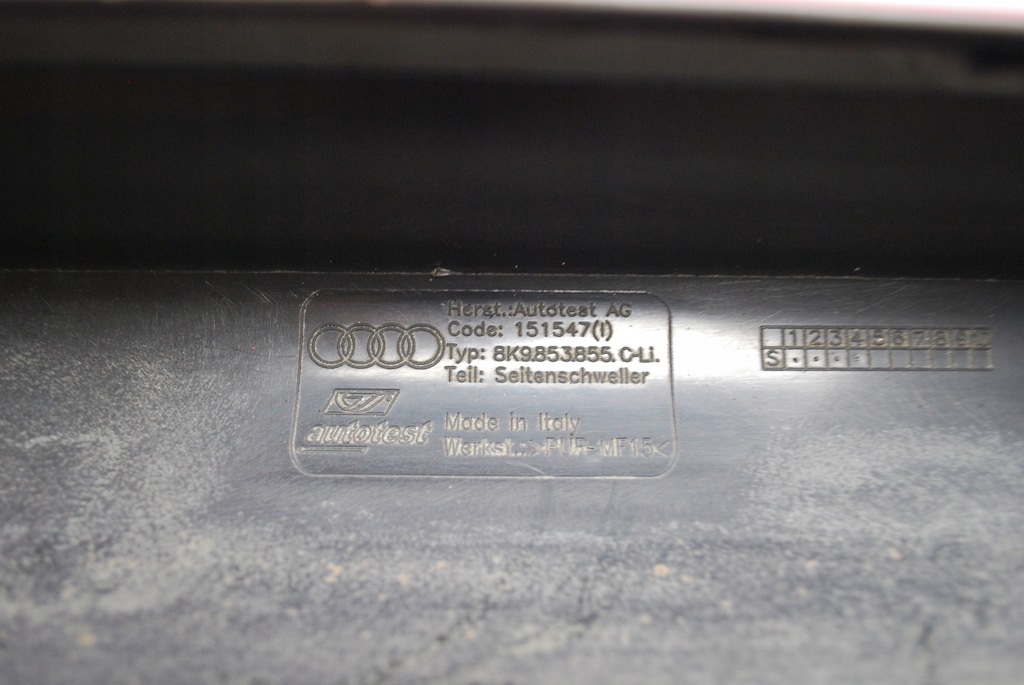 Herst.:Autotest AG
Code: 151547(I)
Typ: 8K9.853.855.C-Li.
Teil: Seitenschweller
autotest
Made in Italy
Werkst.: >PUR-MF15<
1 2 3 4 5 6 7 8 9
S